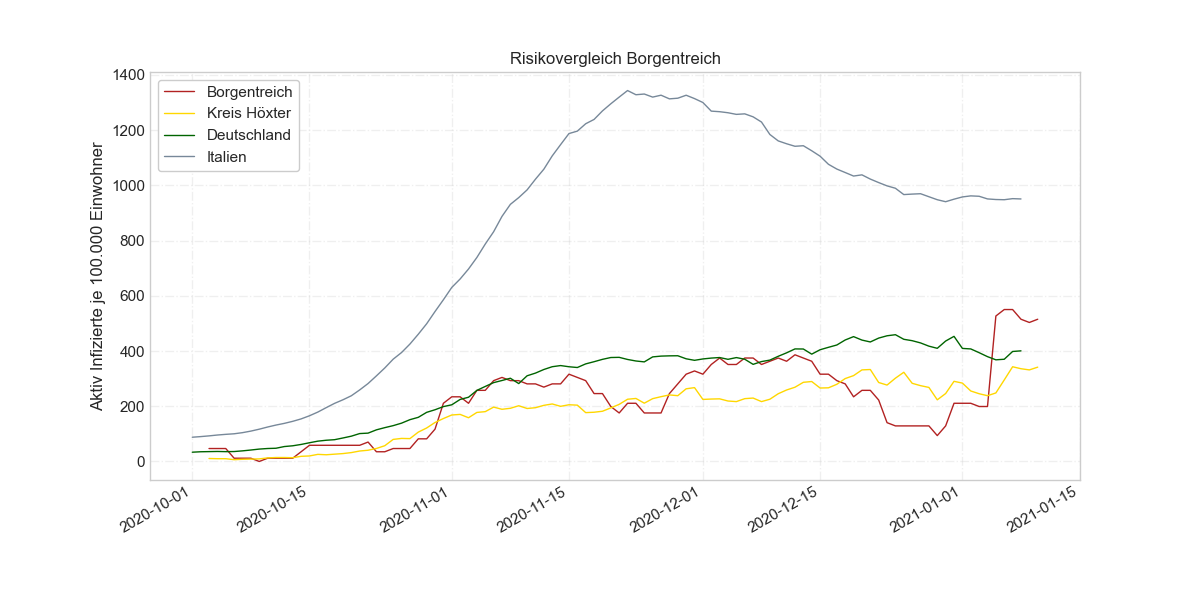 Risikovergleich Borgentreich
Aktiv Infizierte je 100.000 Einwohner
1400
1200
1000
800
600
400
200
0
Borgentreich
Kreis Höxter
Deutschland
Italien
2020-10-01
2020-10-15
2020-11-01
2020-11-15
2020-12-01
2020-12-15
2021-01-01
2021-01-15